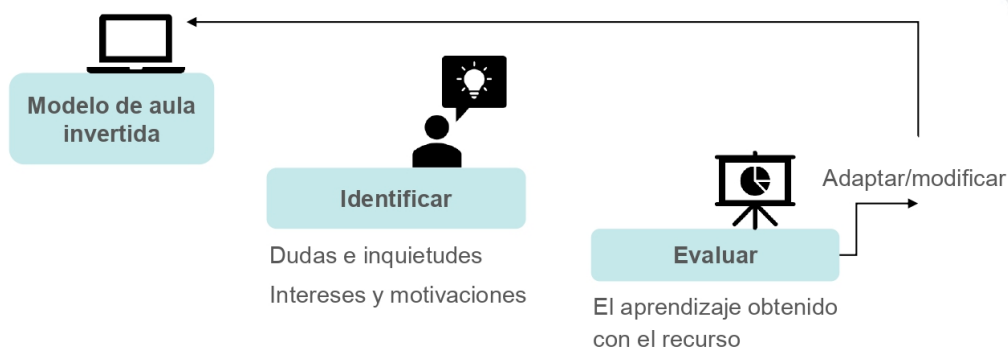 Modelo de aula
invertida
Identificar
Dudas e inquietudes
Intereses y motivaciones
Adaptar/modificar
Evaluar
El aprendizaje obtenido
con el recurso